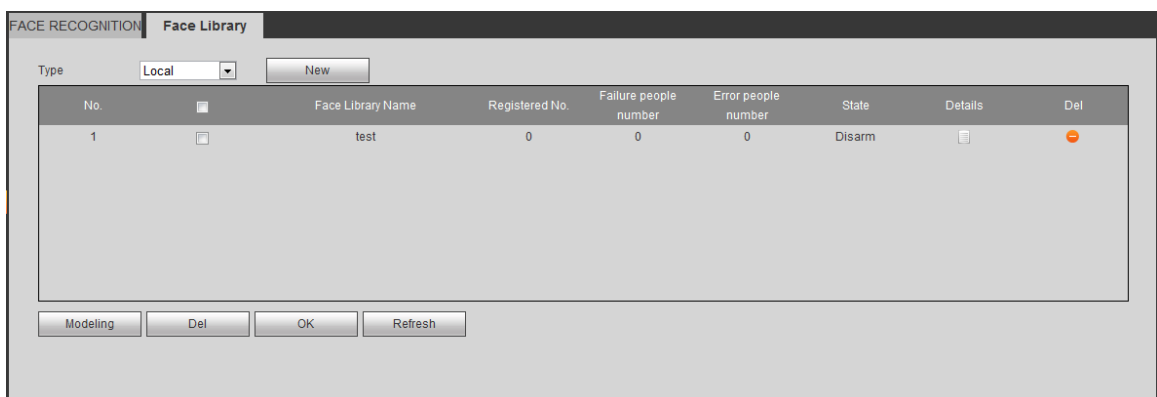 FACE RECOGNITION Face Library
Type Local New
No. Face Library Name Registered No. Failure people number Error people number State Details Del
1 test 0 0 0 Disarm
Modeling Del OK Refresh